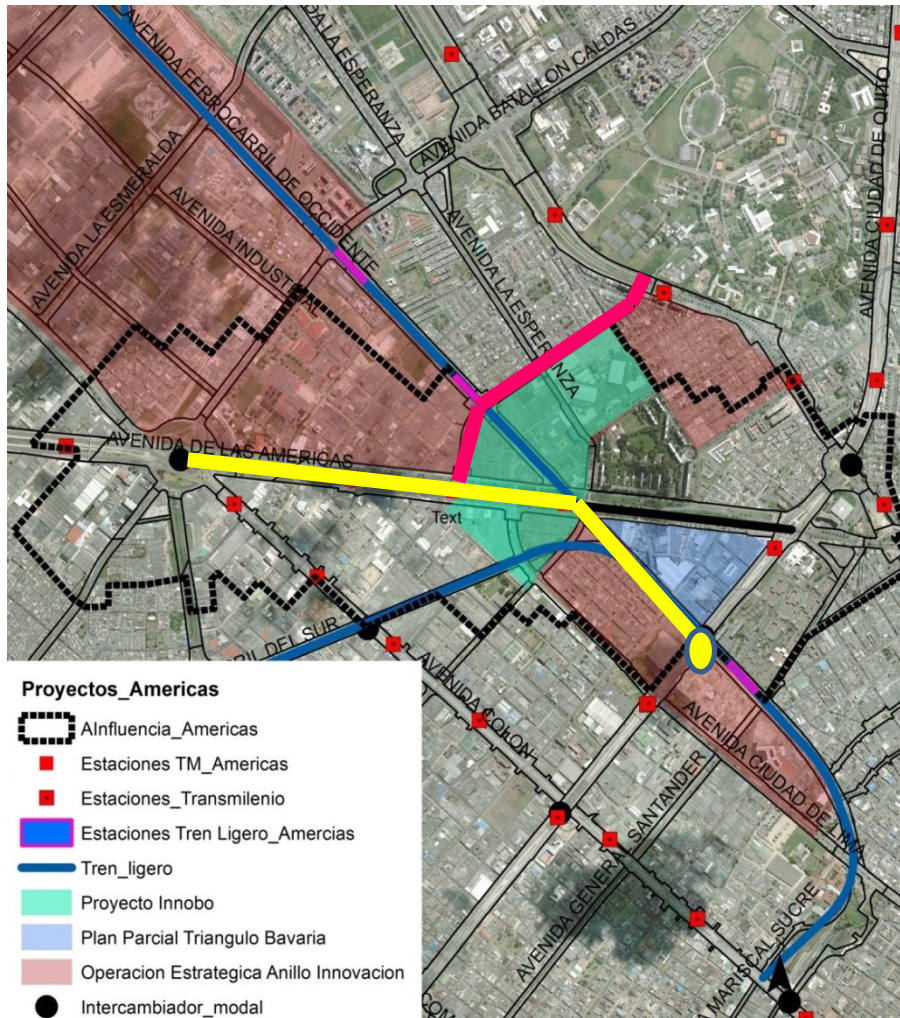 AVENIDA FERROCARRIL DE OCCIDENTE
DA LA ESPERANZA
AVENIDA BATALLON CALDAS
AVENIDA CIUDAD DE QUITO
AVENIDA LA ESMERALDA
AVENIDA INDUSTRIAL
AVENIDA LA ESPERANZA
AVENIDA DE LAS AMERICAS
Text
RIL DEL SUR
AVENIDA COLON
AVENIDA CIUDAD DE LIMA
AVENIDA GENERAL SANTANDER
A MARISCAL SUCRE
COM
Proyectos_Americas
AInfluencia_Americas
Estaciones TM_Americas
Estaciones_Transmilenio
Estaciones Tren Ligero_Amercias
Tren_ligero
Proyecto Innobo
Plan Parcial Triangulo Bavaria
Operacion Estrategica Anillo Innovacion
Intercambiador_modal